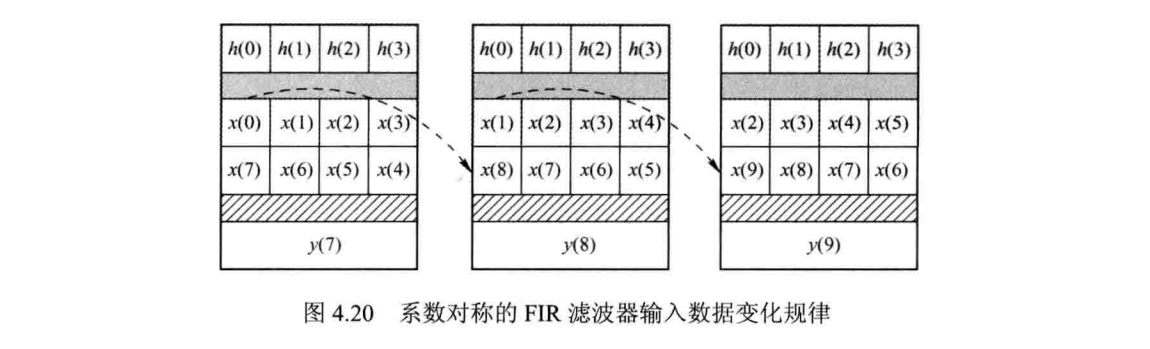 h(0) h(1) h(2) h(3) h(0) h(1) h(2) h(3) h(0) h(1) h(2) h(3)
x(0) x(1) x(2) x(3) x(1) x(2) x(3) x(4) x(2) x(3) x(4) x(5)
x(7) x(6) x(5) x(4) x(8) x(7) x(6) x(5) x(9) x(8) x(7) x(6)
y(7) y(8) y(9)
图 4.20 系数对称的 FIR 滤波器输入数据变化规律